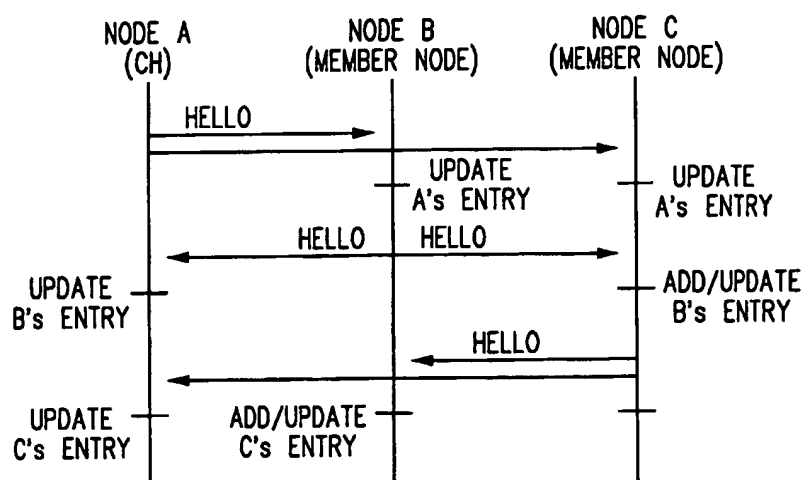 NODE A
(CH)
NODE B
(MEMBER NODE)
NODE C
(MEMBER NODE)
HELLO
UPDATE
A's ENTRY
UPDATE
A's ENTRY
HELLO
HELLO
UPDATE
B's ENTRY
ADD/UPDATE
B's ENTRY
HELLO
UPDATE
C's ENTRY
ADD/UPDATE
C's ENTRY